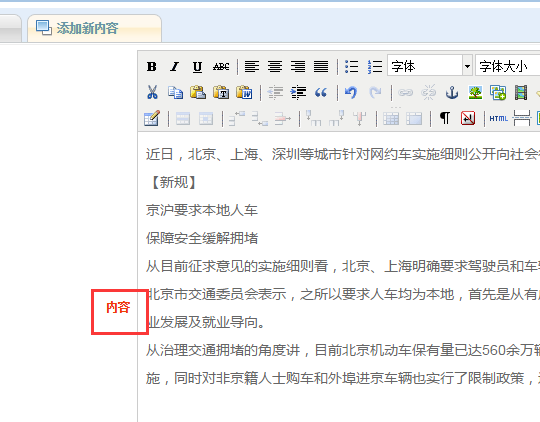 添加新内容
B I U ABC 字体 字体大小
HTML
近日，北京、上海、深圳等城市针对网约车实施细则公开向社会
【新规】
京沪要求本地人车
保障安全缓解拥堵
从目前征求意见的实施细则看，北京、上海明确要求驾驶员和车
内容
北京市交通委员会表示，之所以要求人车均为本地，首先是从有
业发展及就业导向。
从治理交通拥堵的角度讲，目前北京机动车保有量已达560余万
施，同时对非京籍人士购车和外埠进京车辆也实行了限制政策，